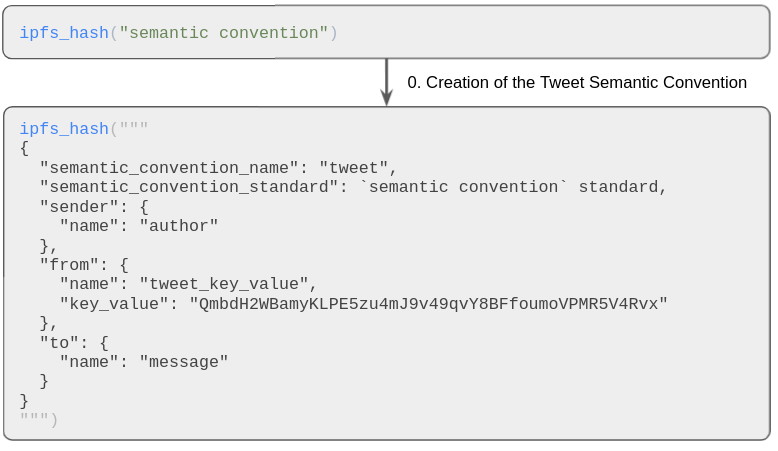 ipfs_hash("semantic convention")
0. Creation of the Tweet Semantic Convention
ipfs_hash("""
{
  "semantic_convention_name": "tweet",
  "semantic_convention_standard": `semantic convention` standard,
  "sender": {
    "name": "author"
  },
  "from": {
    "name": "tweet_key_value",
    "key_value": "QmbdH2WBamyKLPE5zu4mJ9v49qvY8BFfoumoVPMR5V4Rvx"
  },
  "to": {
    "name": "message"
  }
}
""")